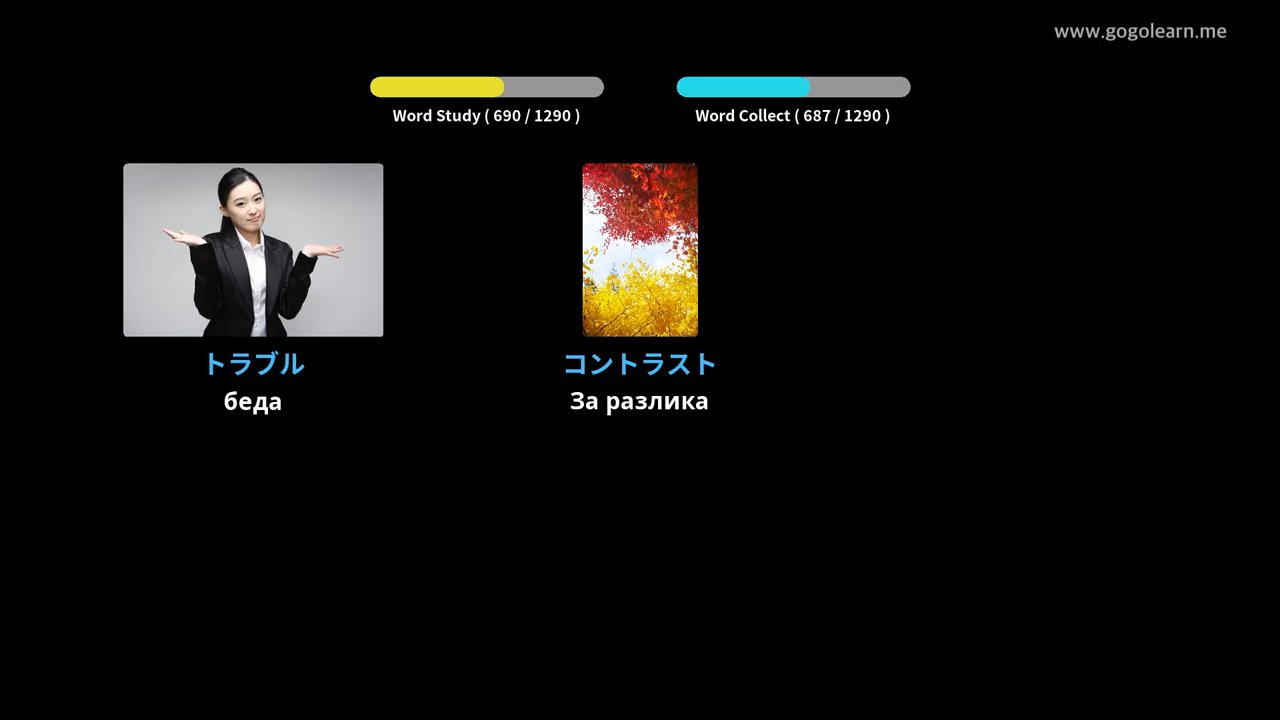 www.gogolearn.me
Word Study ( 690 / 1290 )
Word Collect ( 687 / 1290 )
トラブル
беда
コントラスト
За разлика